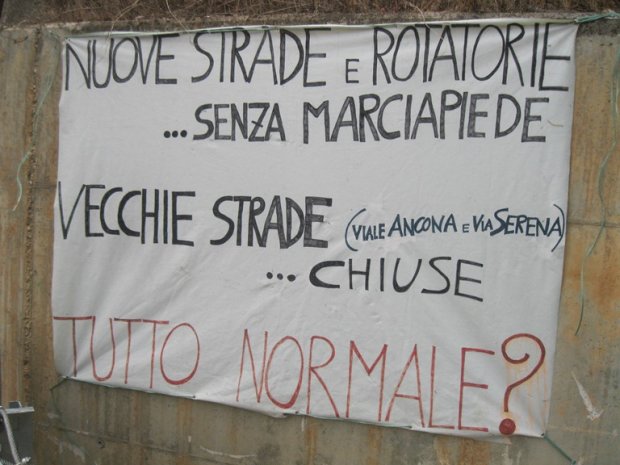 NUOVE STRADE E ROTATORIE
...SENZA MARCIAPIEDE
VECCHIE STRADE (VIALE ANCONA E VIA SERENA)
... CHIUSE
TUTTO NORMALE?